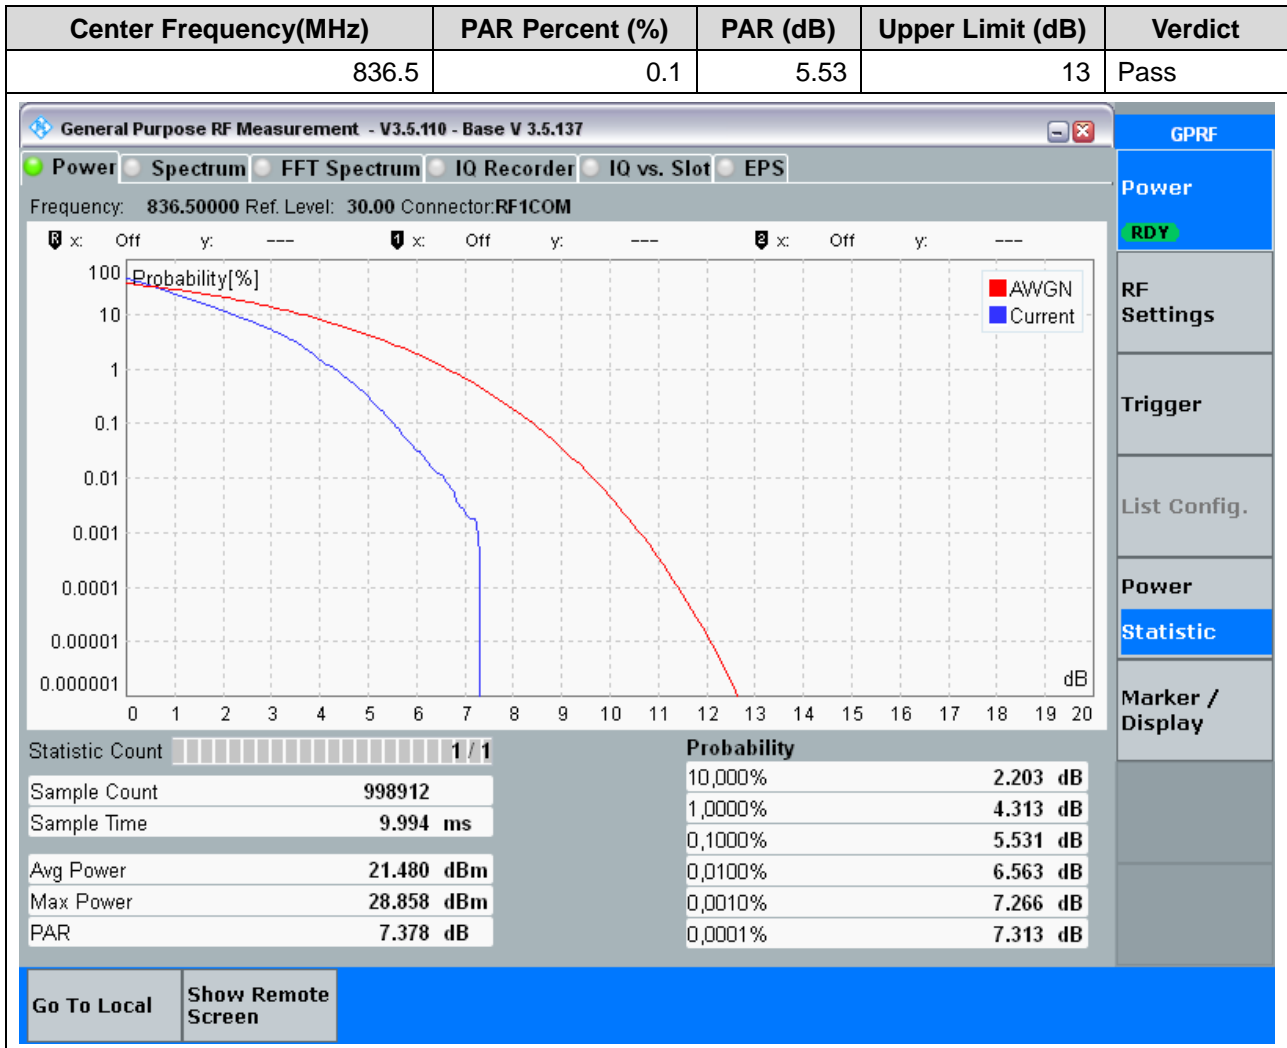 Center Frequency(MHz) PAR Percent (%) PAR (dB) Upper Limit (dB) Verdict
836.5 0.1 5.53 13 Pass
General Purpose RF Measurement - V3.5.110 - Base V 3.5.137
GPRF
Power Spectrum FFT Spectrum IQ Recorder IQ vs. Slot EPS
Power
RDY
Frequency: 836.50000 Ref. Level: 30.00 Connector:RF1COM
R x: Off y: --- 1 x: Off y: --- 2 x: Off y: ---
RF
Settings
Trigger
List Config.
Power
Statistic
Marker /
Display
Probability[%]
AWGN
Current
100
10
1
0.1
0.01
0.001
0.0001
0.00001
0.000001
dB
0 1 2 3 4 5 6 7 8 9 10 11 12 13 14 15 16 17 18 19 20
Statistic Count 1 / 1
Sample Count 998912
Sample Time 9.994 ms
Avg Power 21.480 dBm
Max Power 28.858 dBm
PAR 7.378 dB
Probability
10,000% 2.203 dB
1,0000% 4.313 dB
0,1000% 5.531 dB
0,0100% 6.563 dB
0,0010% 7.266 dB
0,0001% 7.313 dB
Go To Local
Show Remote
Screen